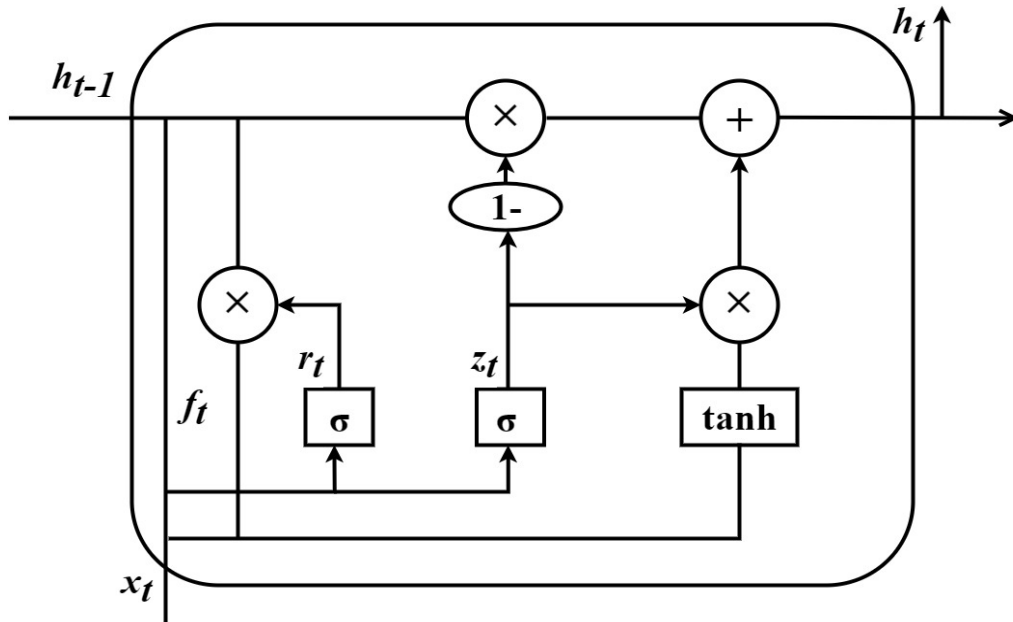 h_t
h_{t-1}
× +
1-
× ×
r_t z_t
f_t σ σ tanh
x_t